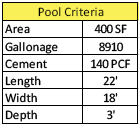 Pool Criteria
Area 400 SF
Gallonage 8910
Cement 140 PCF
Length 22'
Width 18'
Depth 3'